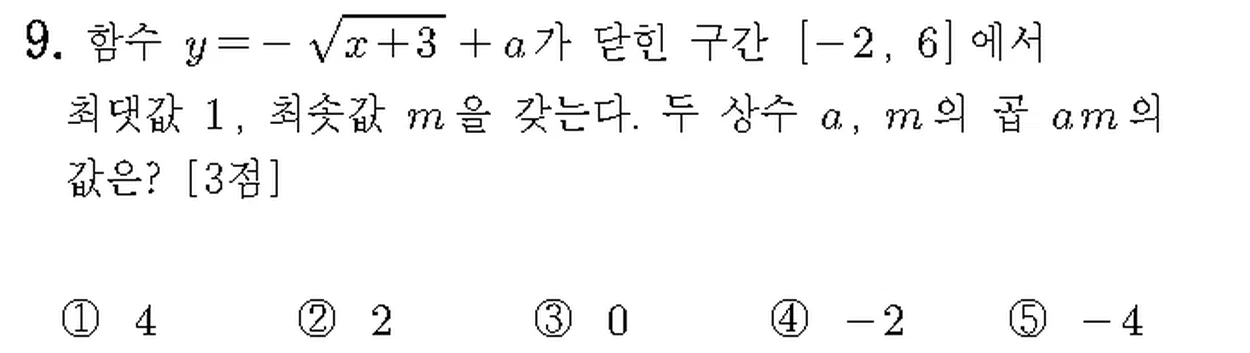 9. 함수 y=-√(x+3) + a가 닫힌 구간 [-2, 6]에서
최댓값 1, 최솟값 m을 갖는다. 두 상수 a, m의 곱 am의
값은? [3점]
① 4 ② 2 ③ 0 ④ -2 ⑤ -4